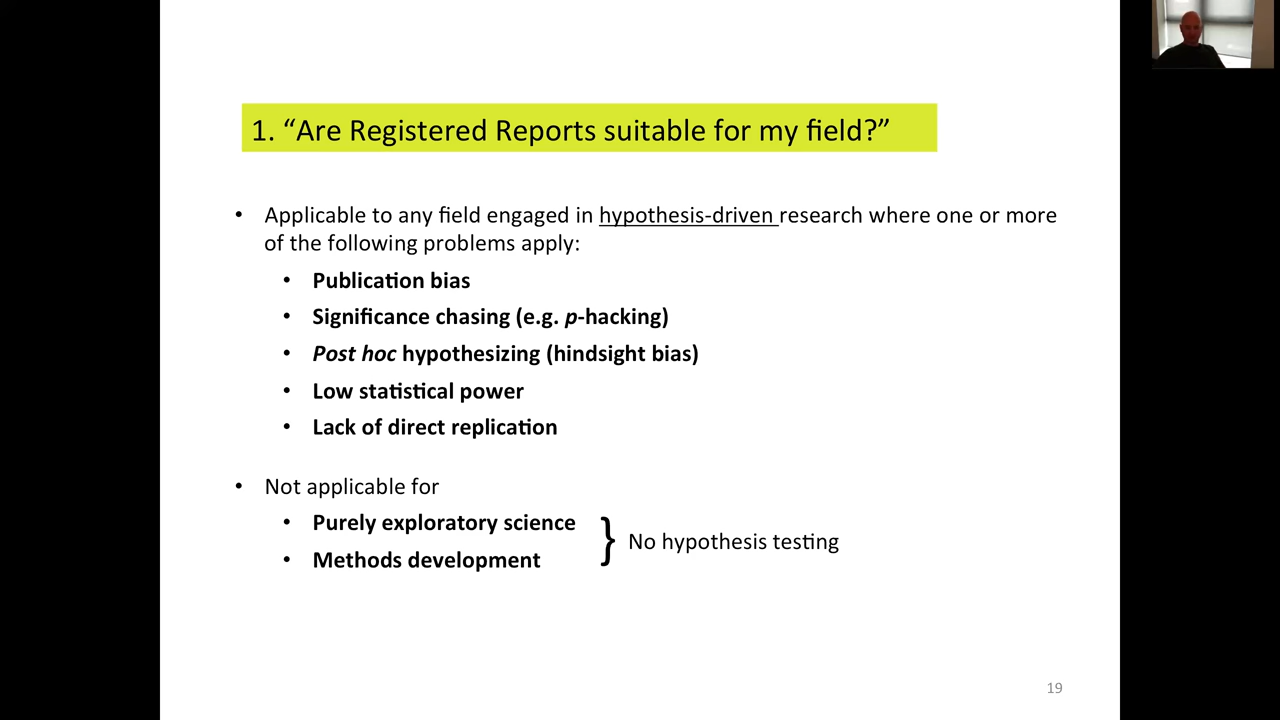 1. “Are Registered Reports suitable for my field?”
• Applicable to any field engaged in hypothesis-driven research where one or more
of the following problems apply:
• Publication bias
• Significance chasing (e.g. p-hacking)
• Post hoc hypothesizing (hindsight bias)
• Low statistical power
• Lack of direct replication
• Not applicable for
• Purely exploratory science
• Methods development
} No hypothesis testing
19